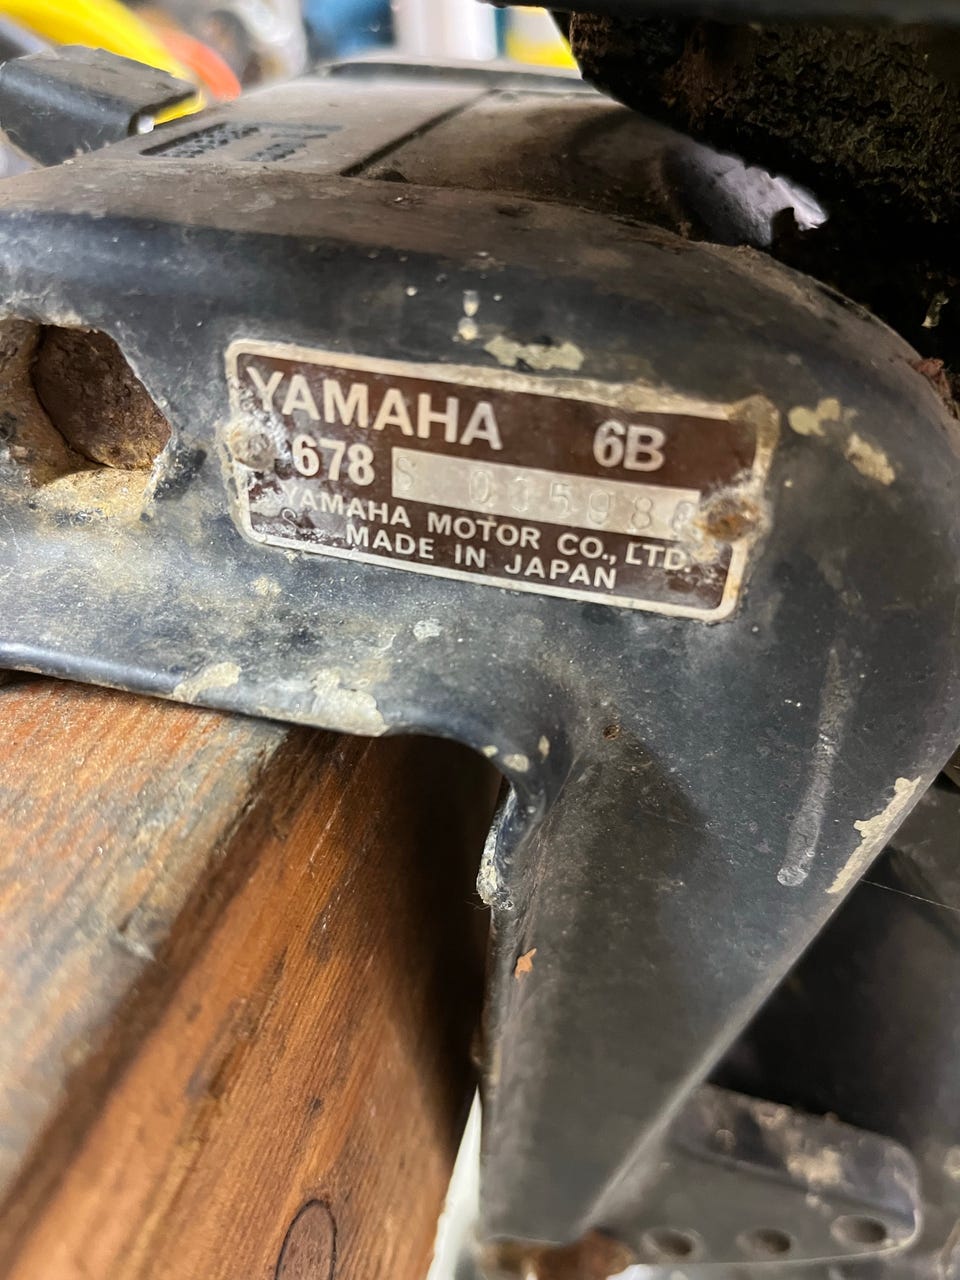 YAMAHA 6B
678 S
YAMAHA MOTOR CO., LTD.
MADE IN JAPAN